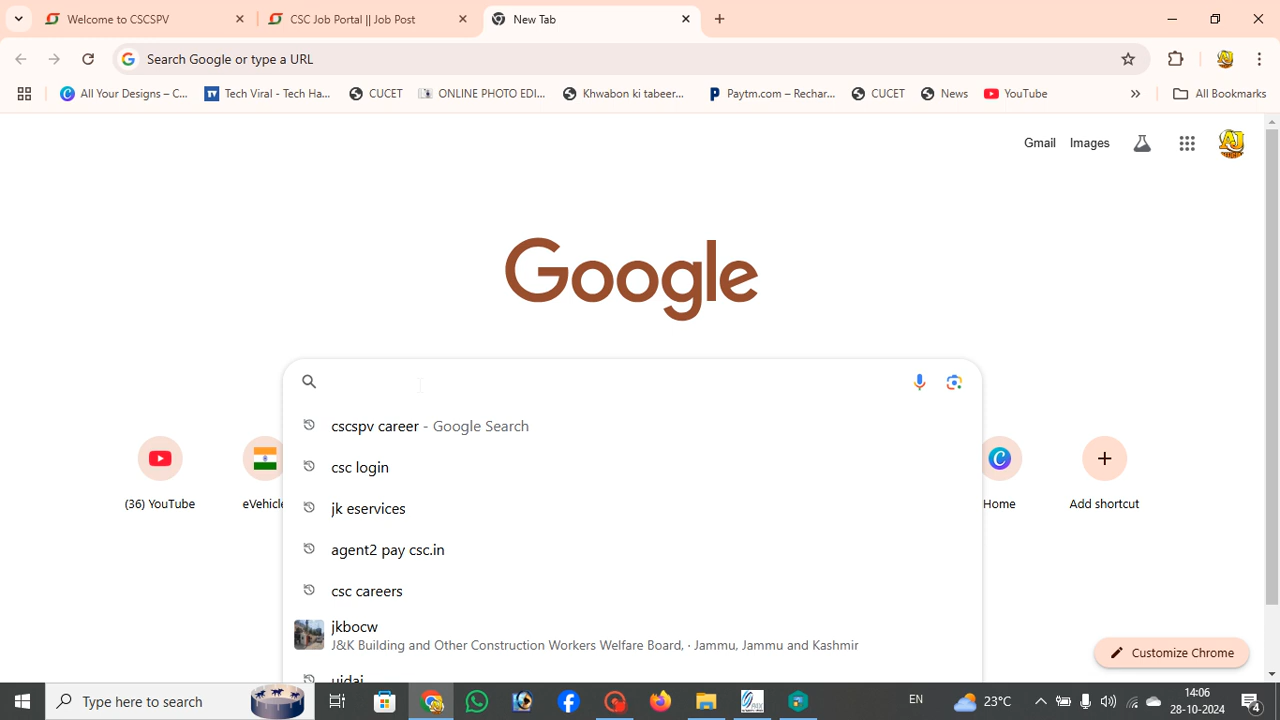 Welcome to CSCSPV
CSC Job Portal || Job Post
New Tab
Search Google or type a URL
All Your Designs – C...
Tech Viral - Tech Ha...
CUCET
ONLINE PHOTO EDI...
Khwabon ki tabeer...
Paytm.com – Rechar...
CUCET
News
YouTube
All Bookmarks
Gmail Images
Google
cscspv career - Google Search
csc login
jk eservices
agent2 pay csc.in
csc careers
jkbocw
J&K Building and Other Construction Workers Welfare Board, · Jammu, Jammu and Kashmir
uidai
(36) YouTube
eVehicle
Home
Add shortcut
Customize Chrome
Type here to search
EN
23°C
14:06
28-10-2024
4